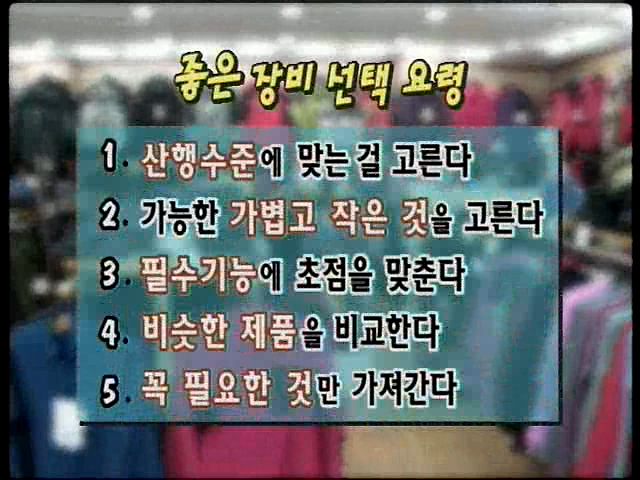 좋은 장비 선택 요령
1. 산행수준에 맞는 걸 고른다
2. 가능한 가볍고 작은 것을 고른다
3. 필수기능에 초점을 맞춘다
4. 비슷한 제품을 비교한다
5. 꼭 필요한 것만 가져간다